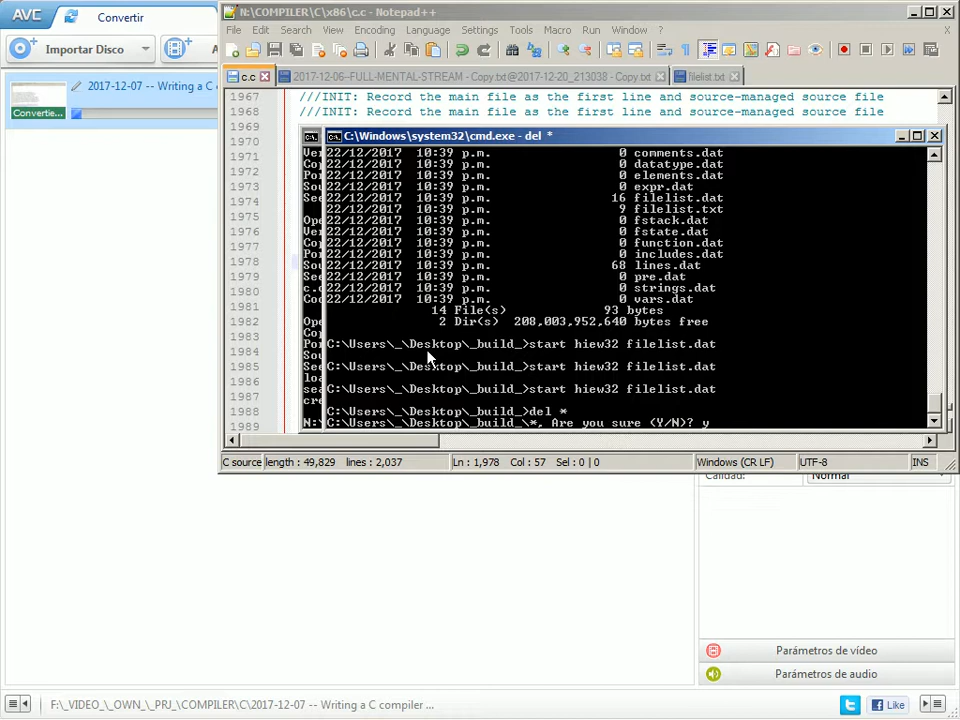 AVC
Convertir
Importar Disco
A
2017-12-07 -- Writing a C
Convertie...
N:\COMPILER\C\x86\c.c - Notepad++
File Edit Search View Encoding Language Settings Tools Macro Run Window X
c.c 2017-12-06--FULL-MENTAL-STREAM - Copy.txt@2017-12-20_213038 - Copy.txt filelist.txt
1967 ///INIT: Record the main file as the first line and source-managed source file
1968 ///INIT: Record the main file as the first line and source-managed source file
1969
1970
1971
1972
1973
1974
1975
1976
1977
1978
1979
1980
1981
1982
1983
1984
1985
1986
1987
1988
1989
C:\Windows\system32\cmd.exe - del *
22/12/2017 10:39 p.m. 0 comments.dat
22/12/2017 10:39 p.m. 0 datatype.dat
22/12/2017 10:39 p.m. 0 elements.dat
22/12/2017 10:39 p.m. 0 expr.dat
22/12/2017 10:39 p.m. 16 filelist.dat
22/12/2017 10:39 p.m. 9 filelist.txt
22/12/2017 10:39 p.m. 0 fstack.dat
22/12/2017 10:39 p.m. 0 fstate.dat
22/12/2017 10:39 p.m. 0 function.dat
22/12/2017 10:39 p.m. 0 includes.dat
22/12/2017 10:39 p.m. 68 lines.dat
22/12/2017 10:39 p.m. 0 pre.dat
22/12/2017 10:39 p.m. 0 strings.dat
22/12/2017 10:39 p.m. 0 vars.dat
14 File(s) 93 bytes
2 Dir(s) 208,003,952,640 bytes free
C:\Users\_\Desktop\_build_>start hiew32 filelist.dat
C:\Users\_\Desktop\_build_>start hiew32 filelist.dat
C:\Users\_\Desktop\_build_>start hiew32 filelist.dat
C:\Users\_\Desktop\_build_>del *
C:\Users\_\Desktop\_build_\*, Are you sure (Y/N)? y
C source length : 49,829 lines : 2,037 Ln : 1,978 Col : 57 Sel : 0 | 0 Windows (CR LF) UTF-8 INS
Calidad: Normal
Parámetros de vídeo
Parámetros de audio
F:\_VIDEO_\_OWN_\_PRJ_\COMPILER\C\2017-12-07 -- Writing a C compiler ...
Like